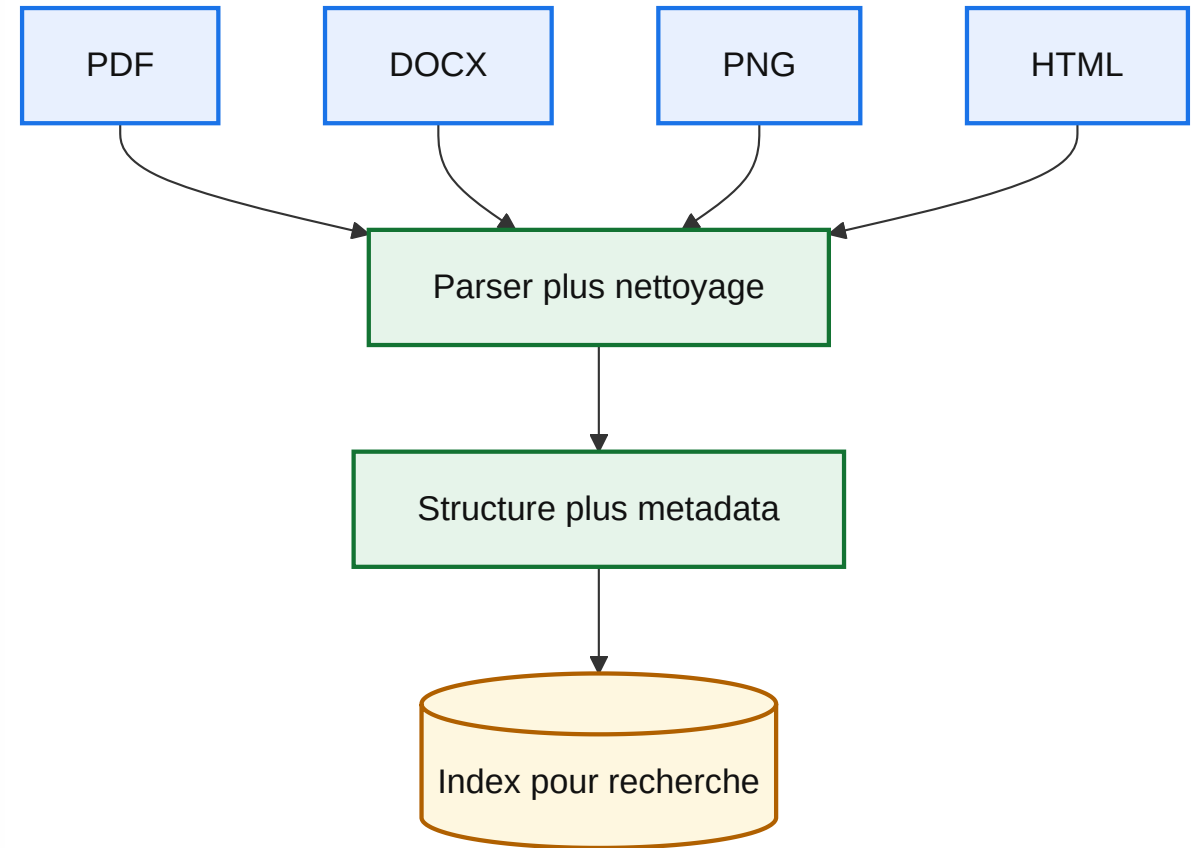 PDF
DOCX
PNG
HTML
Parser plus nettoyage
Structure plus metadata
Index pour recherche